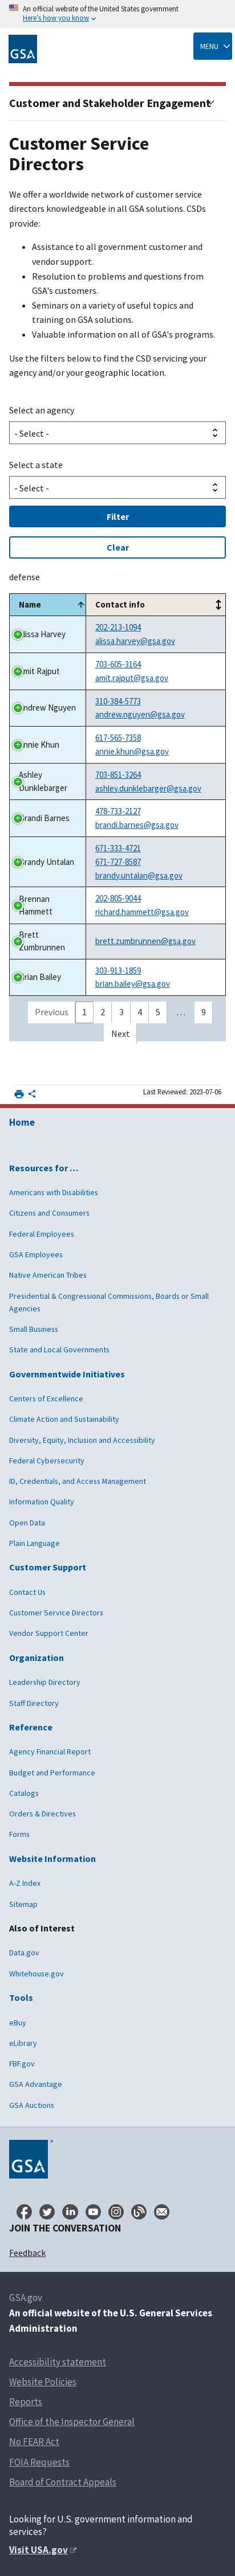 An official website of the United States government
Here's how you know
GSA
MENU
Customer and Stakeholder Engagement
Customer Service
Directors
We offer a worldwide network of customer service
directors knowledgeable in all GSA solutions. CSDs
provide:
Assistance to all government customer and
vendor support.
Resolution to problems and questions from
GSA's customers.
Seminars on a variety of useful topics and
training on GSA solutions.
Valuable information on all of GSA's programs.
Use the filters below to find the CSD servicing your
agency and/or your geographic location.
Select an agency
- Select -
Select a state
- Select -
Filter
Clear
defense
Name Contact info
Alissa Harvey 202-213-1094
alissa.harvey@gsa.gov
Amit Rajput 703-605-3164
amit.rajput@gsa.gov
Andrew Nguyen 310-384-5773
andrew.nguyen@gsa.gov
Annie Khun 617-565-7358
annie.khun@gsa.gov
Ashley
Dunklebarger 703-851-3264
ashley.dunklebarger@gsa.gov
Brandi Barnes 478-733-2127
brandi.barnes@gsa.gov
Brandy Untalan 671-333-4721
671-727-8587
brandy.untalan@gsa.gov
Brennan
Hammett 202-805-9044
richard.hammett@gsa.gov
Brett
Zumbrunnen brett.zumbrunnen@gsa.gov
Brian Bailey 303-913-1859
brian.bailey@gsa.gov
Previous 1 2 3 4 5 … 9
Next
Last Reviewed: 2023-07-06
Home
Resources for …
Americans with Disabilities
Citizens and Consumers
Federal Employees
GSA Employees
Native American Tribes
Presidential & Congressional Commissions, Boards or Small
Agencies
Small Business
State and Local Governments
Governmentwide Initiatives
Centers of Excellence
Climate Action and Sustainability
Diversity, Equity, Inclusion and Accessibility
Federal Cybersecurity
ID, Credentials, and Access Management
Information Quality
Open Data
Plain Language
Customer Support
Contact Us
Customer Service Directors
Vendor Support Center
Organization
Leadership Directory
Staff Directory
Reference
Agency Financial Report
Budget and Performance
Catalogs
Orders & Directives
Forms
Website Information
A-Z Index
Sitemap
Also of Interest
Data.gov
Whitehouse.gov
Tools
eBuy
eLibrary
FBF.gov
GSA Advantage
GSA Auctions
GSA
JOIN THE CONVERSATION
Feedback
GSA.gov
An official website of the U.S. General Services
Administration
Accessibility statement
Website Policies
Reports
Office of the Inspector General
No FEAR Act
FOIA Requests
Board of Contract Appeals
Looking for U.S. government information and
services?
Visit USA.gov